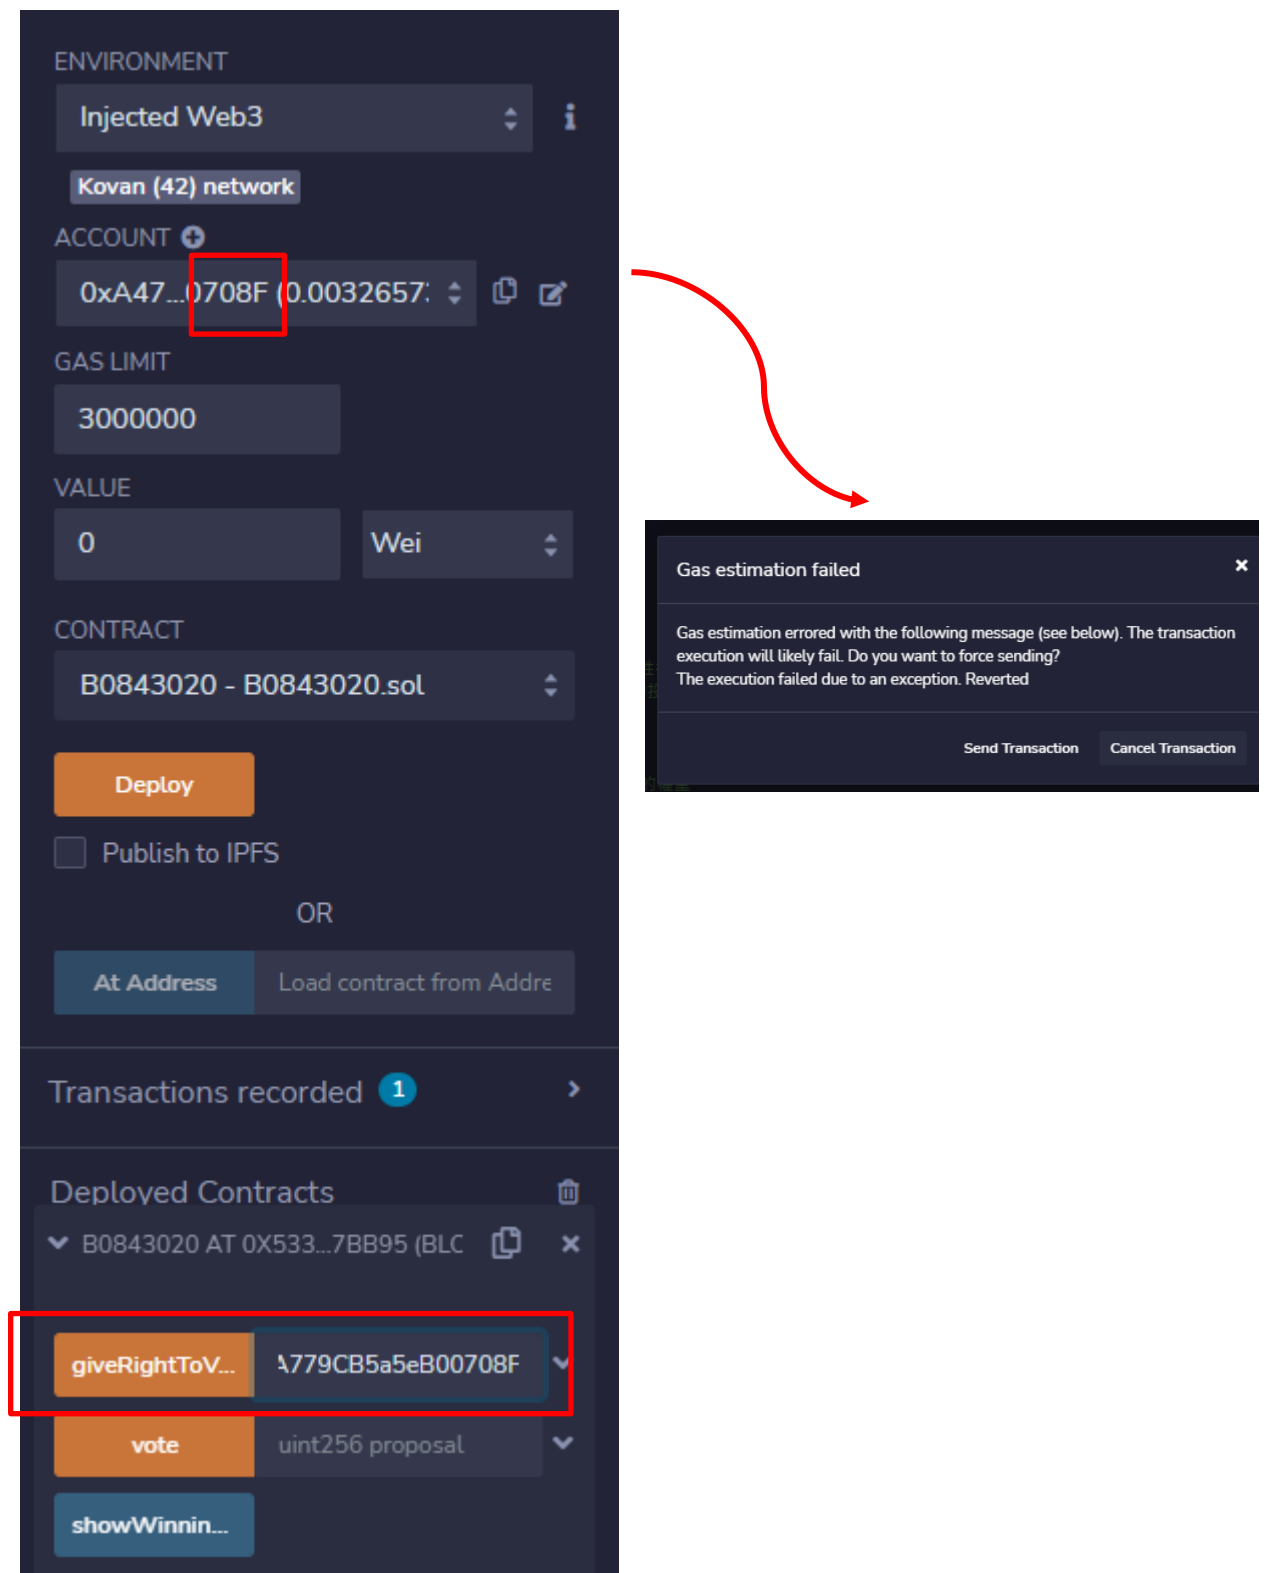 ENVIRONMENT
Injected Web3
Kovan (42) network
ACCOUNT
0xA47...0708F (0.00326573
GAS LIMIT
3000000
VALUE
0
Wei
CONTRACT
B0843020 - B0843020.sol
Deploy
Publish to IPFS
OR
At Address
Load contract from Addre
Transactions recorded 1
Deployed Contracts
B0843020 AT 0X533...7BB95 (BLC
giveRightToV...
A779CB5a5eB00708F
vote
uint256 proposal
showWinnin...
Gas estimation failed
Gas estimation errored with the following message (see below). The transaction
execution will likely fail. Do you want to force sending?
The execution failed due to an exception. Reverted
Send Transaction
Cancel Transaction